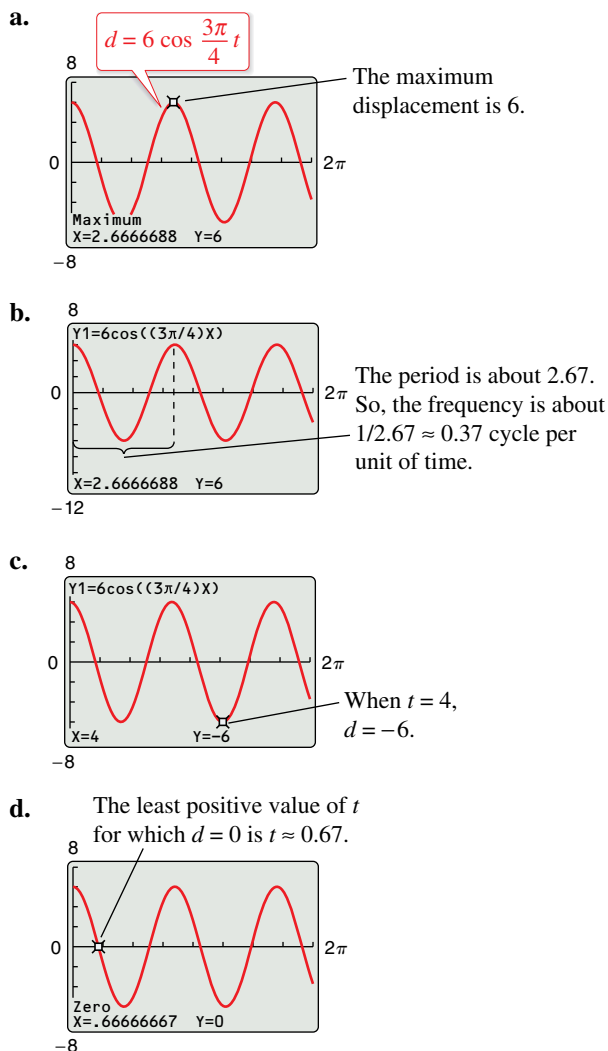 a.
d = 6 cos 3π/4 t
8
The maximum
displacement is 6.
0
2π
Maximum
X=2.6666688 Y=6
−8
8
b.
Y1=6cos((3π/4)X)
0
2π
The period is about 2.67.
So, the frequency is about
1/2.67 ≈ 0.37 cycle per
unit of time.
X=2.6666688 Y=6
−12
c.
8
Y1=6cos((3π/4)X)
0
2π
When t = 4,
d = −6.
X=4 Y=-6
−8
d.
The least positive value of t
for which d = 0 is t ≈ 0.67.
8
0
2π
Zero
X=.66666667 Y=0
−8